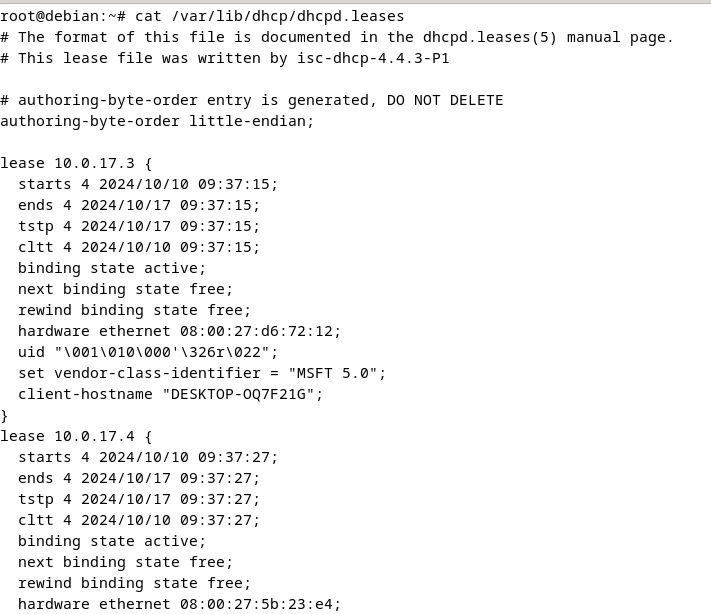 root@debian:~# cat /var/lib/dhcp/dhcpd.leases
# The format of this file is documented in the dhcpd.leases(5) manual page.
# This lease file was written by isc-dhcp-4.4.3-P1
# authoring-byte-order entry is generated, DO NOT DELETE
authoring-byte-order little-endian;
lease 10.0.17.3 {
  starts 4 2024/10/10 09:37:15;
  ends 4 2024/10/17 09:37:15;
  tstp 4 2024/10/17 09:37:15;
  cltt 4 2024/10/10 09:37:15;
  binding state active;
  next binding state free;
  rewind binding state free;
  hardware ethernet 08:00:27:d6:72:12;
  uid "\001\010\000'\326r\022";
  set vendor-class-identifier = "MSFT 5.0";
  client-hostname "DESKTOP-OQ7F21G";
}
lease 10.0.17.4 {
  starts 4 2024/10/10 09:37:27;
  ends 4 2024/10/17 09:37:27;
  tstp 4 2024/10/17 09:37:27;
  cltt 4 2024/10/10 09:37:27;
  binding state active;
  next binding state free;
  rewind binding state free;
  hardware ethernet 08:00:27:5b:23:e4;